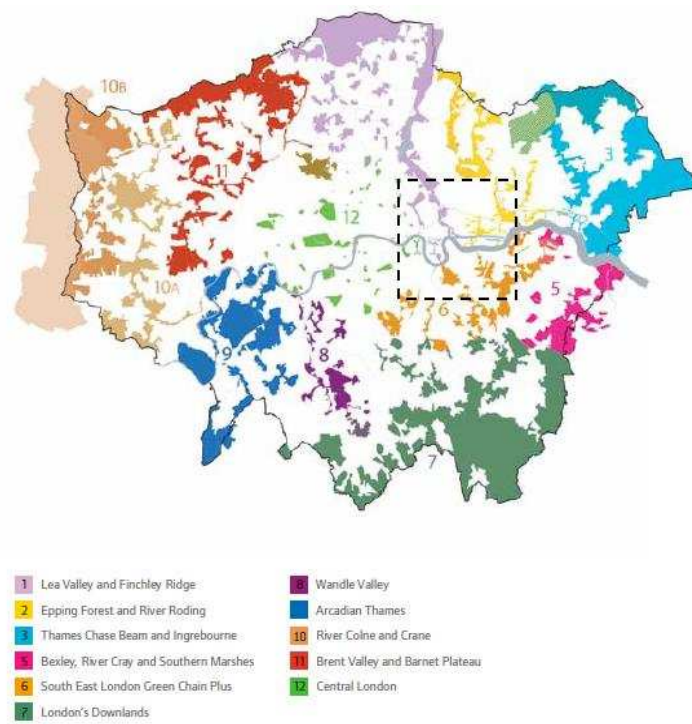 10B
1
2
3
11
12
10A
5
6
9
8
7
1 Lea Valley and Finchley Ridge
2 Epping Forest and River Roding
3 Thames Chase Beam and Ingrebourne
5 Bexley, River Cray and Southern Marshes
6 South East London Green Chain Plus
7 London's Downlands
8 Wandle Valley
Arcadian Thames
10 River Colne and Crane
11 Brent Valley and Barnet Plateau
12 Central London